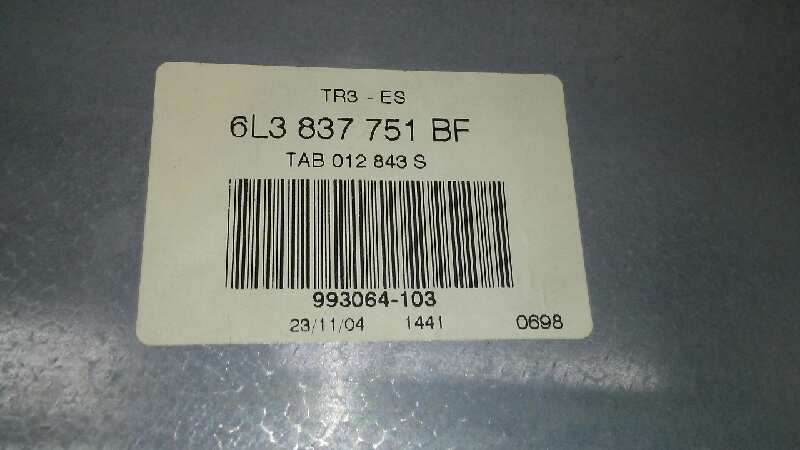 TR3 - ES
6L3 837 751 BF
TAB 012 843 S
993064-103
23/11/04 1441 0698